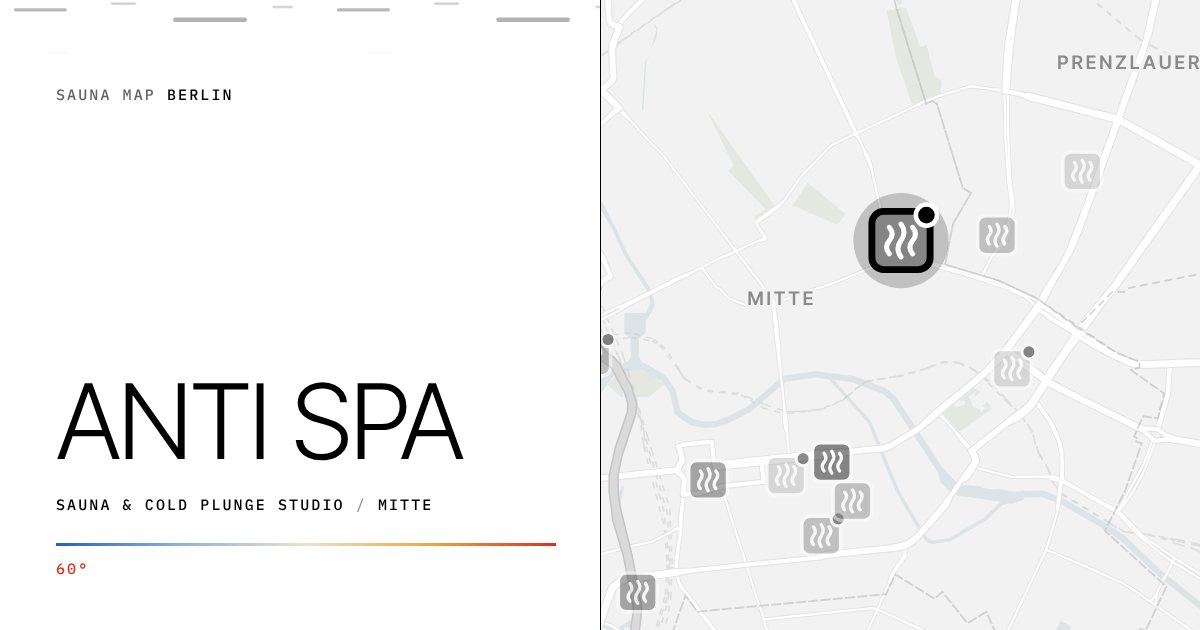 SAUNA MAP BERLIN
ANTI SPA
SAUNA & COLD PLUNGE STUDIO / MITTE
60°
PRENZLAUER
MITTE